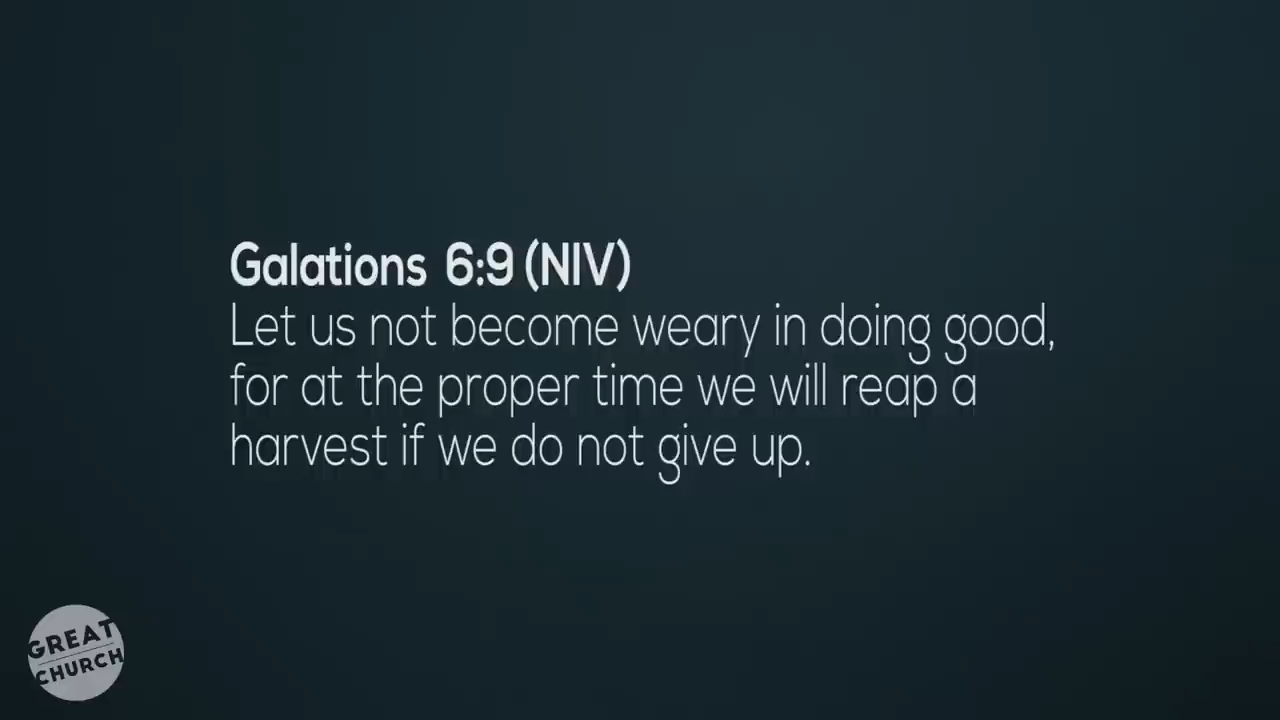 Galations 6:9 (NIV)
Let us not become weary in doing good,
for at the proper time we will reap a
harvest if we do not give up.
GREAT
CHURCH